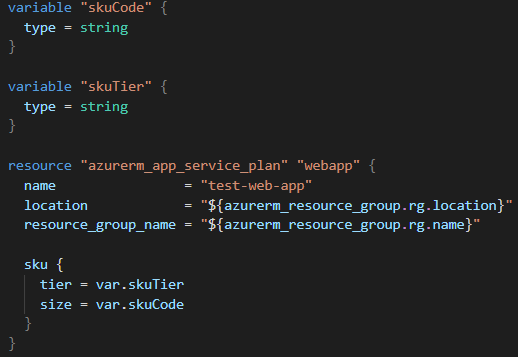 variable "skuCode" {
  type = string
}

variable "skuTier" {
  type = string
}

resource "azurerm_app_service_plan" "webapp" {
  name                = "test-web-app"
  location            = "${azurerm_resource_group.rg.location}"
  resource_group_name = "${azurerm_resource_group.rg.name}"

  sku {
    tier = var.skuTier
    size = var.skuCode
  }
}